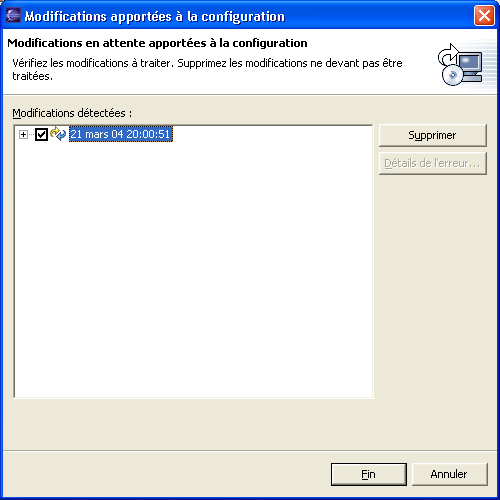 Modifications apportées à la configuration
Modifications en attente apportées à la configuration
Vérifiez les modifications à traiter. Supprimez les modifications ne devant pas être
traitées.
Modifications détectées :
21 mars 04 20:00:51
Supprimer
Détails de l'erreur...
Fin
Annuler